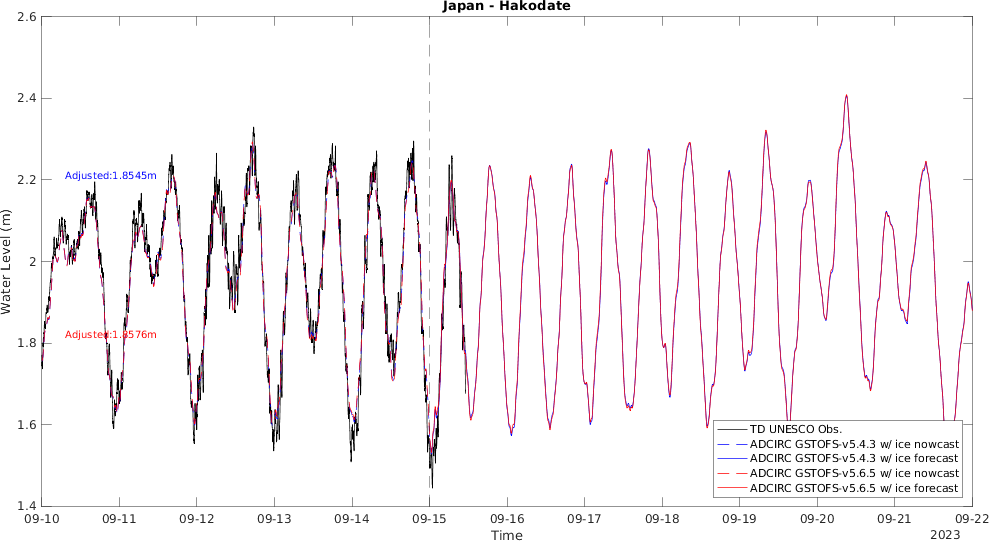 Japan - Hakodate
2.6
2.4
2.2
2
1.8
1.6
1.4
Water Level (m)
Adjusted:1.8545m
Adjusted:1.8576m
TD UNESCO Obs.
ADCIRC GSTOFS-v5.4.3 w/ ice nowcast
ADCIRC GSTOFS-v5.4.3 w/ ice forecast
ADCIRC GSTOFS-v5.6.5 w/ ice nowcast
ADCIRC GSTOFS-v5.6.5 w/ ice forecast
09-10 09-11 09-12 09-13 09-14 09-15 09-16 09-17 09-18 09-19 09-20 09-21 09-22
Time
2023